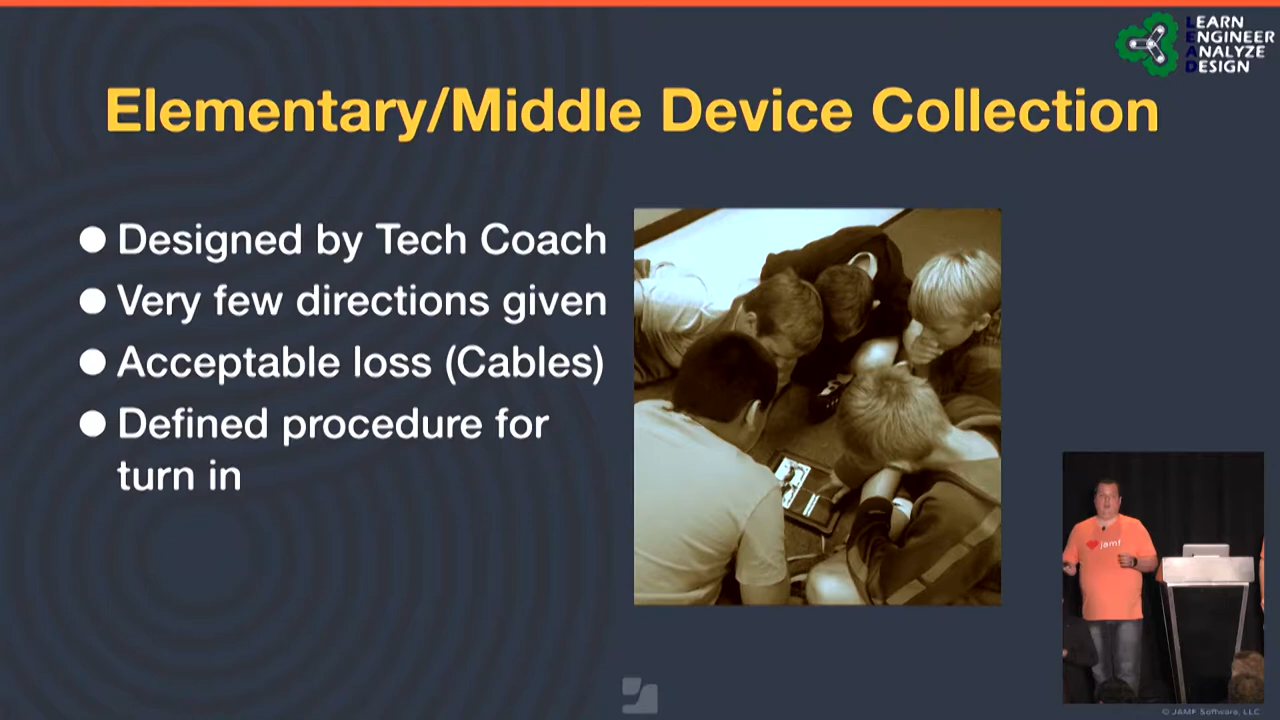 LEARN
ENGINEER
ANALYZE
DESIGN
Elementary/Middle Device Collection
Designed by Tech Coach
Very few directions given
Acceptable loss (Cables)
Defined procedure for
turn in
jamf
© JAMF Software, LLC